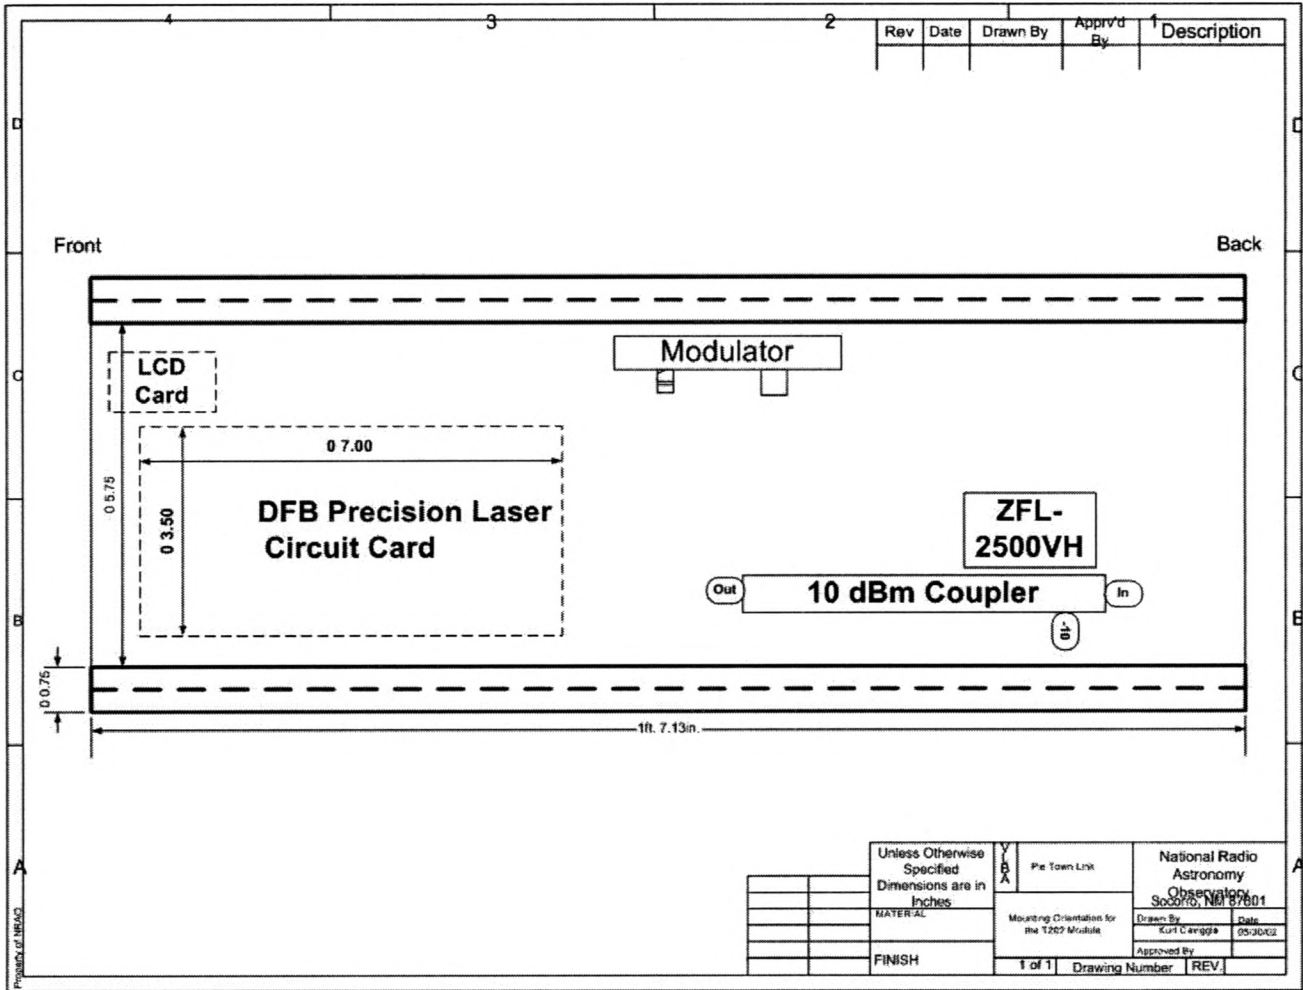 4 3 2 1
Rev Date Drawn By Apprv'd By Description
D D
Front Back
Modulator
LCD
Card
C C
0 7.00
0 5.75
0 3.50
DFB Precision Laser
Circuit Card
ZFL-
2500VH
Out 10 dBm Coupler In
-10
B B
0 0.75
1ft. 7.13in.
A A
Unless Otherwise
Specified
Dimensions are in
Inches
MATERIAL
FINISH
VLBA
Pie Town Link
Mounting Orientation for
the T202 Module
National Radio
Astronomy
Observatory
Socorro, NM 87801
Drawn By Date
05/30/02
Approved By
1 of 1 Drawing Number REV.
Property of NRAO